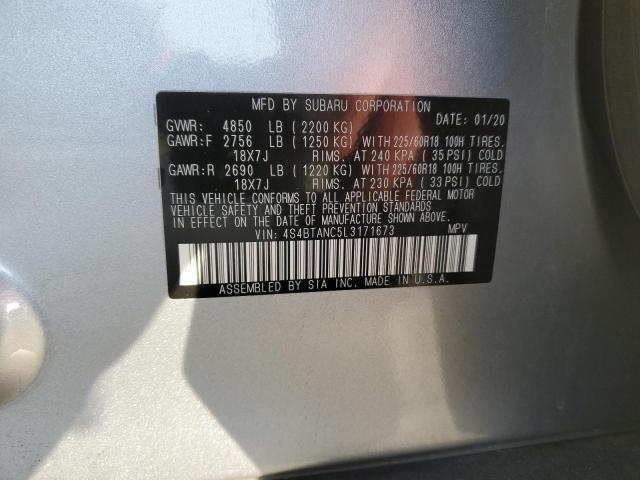 MFD BY SUBARU CORPORATION DATE: 01/20
GVWR: 4850 LB (2200 KG)
GAWR:F 2756 LB (1250 KG) WITH 225/60R18 100H TIRES.
18X7J RIMS. AT 240 KPA (35 PSI) COLD
GAWR:R 2690 LB (1220 KG) WITH 225/60R18 100H TIRES.
18X7J RIMS. AT 230 KPA (33 PSI) COLD
THIS VEHICLE CONFORMS TO ALL APPLICABLE FEDERAL MOTOR
VEHICLE SAFETY AND THEFT PREVENTION STANDARDS
IN EFFECT ON THE DATE OF MANUFACTURE SHOWN ABOVE.
VIN: 4S4BTANC5L3171673 MPV
ASSEMBLED BY SIA INC. MADE IN U.S.A.